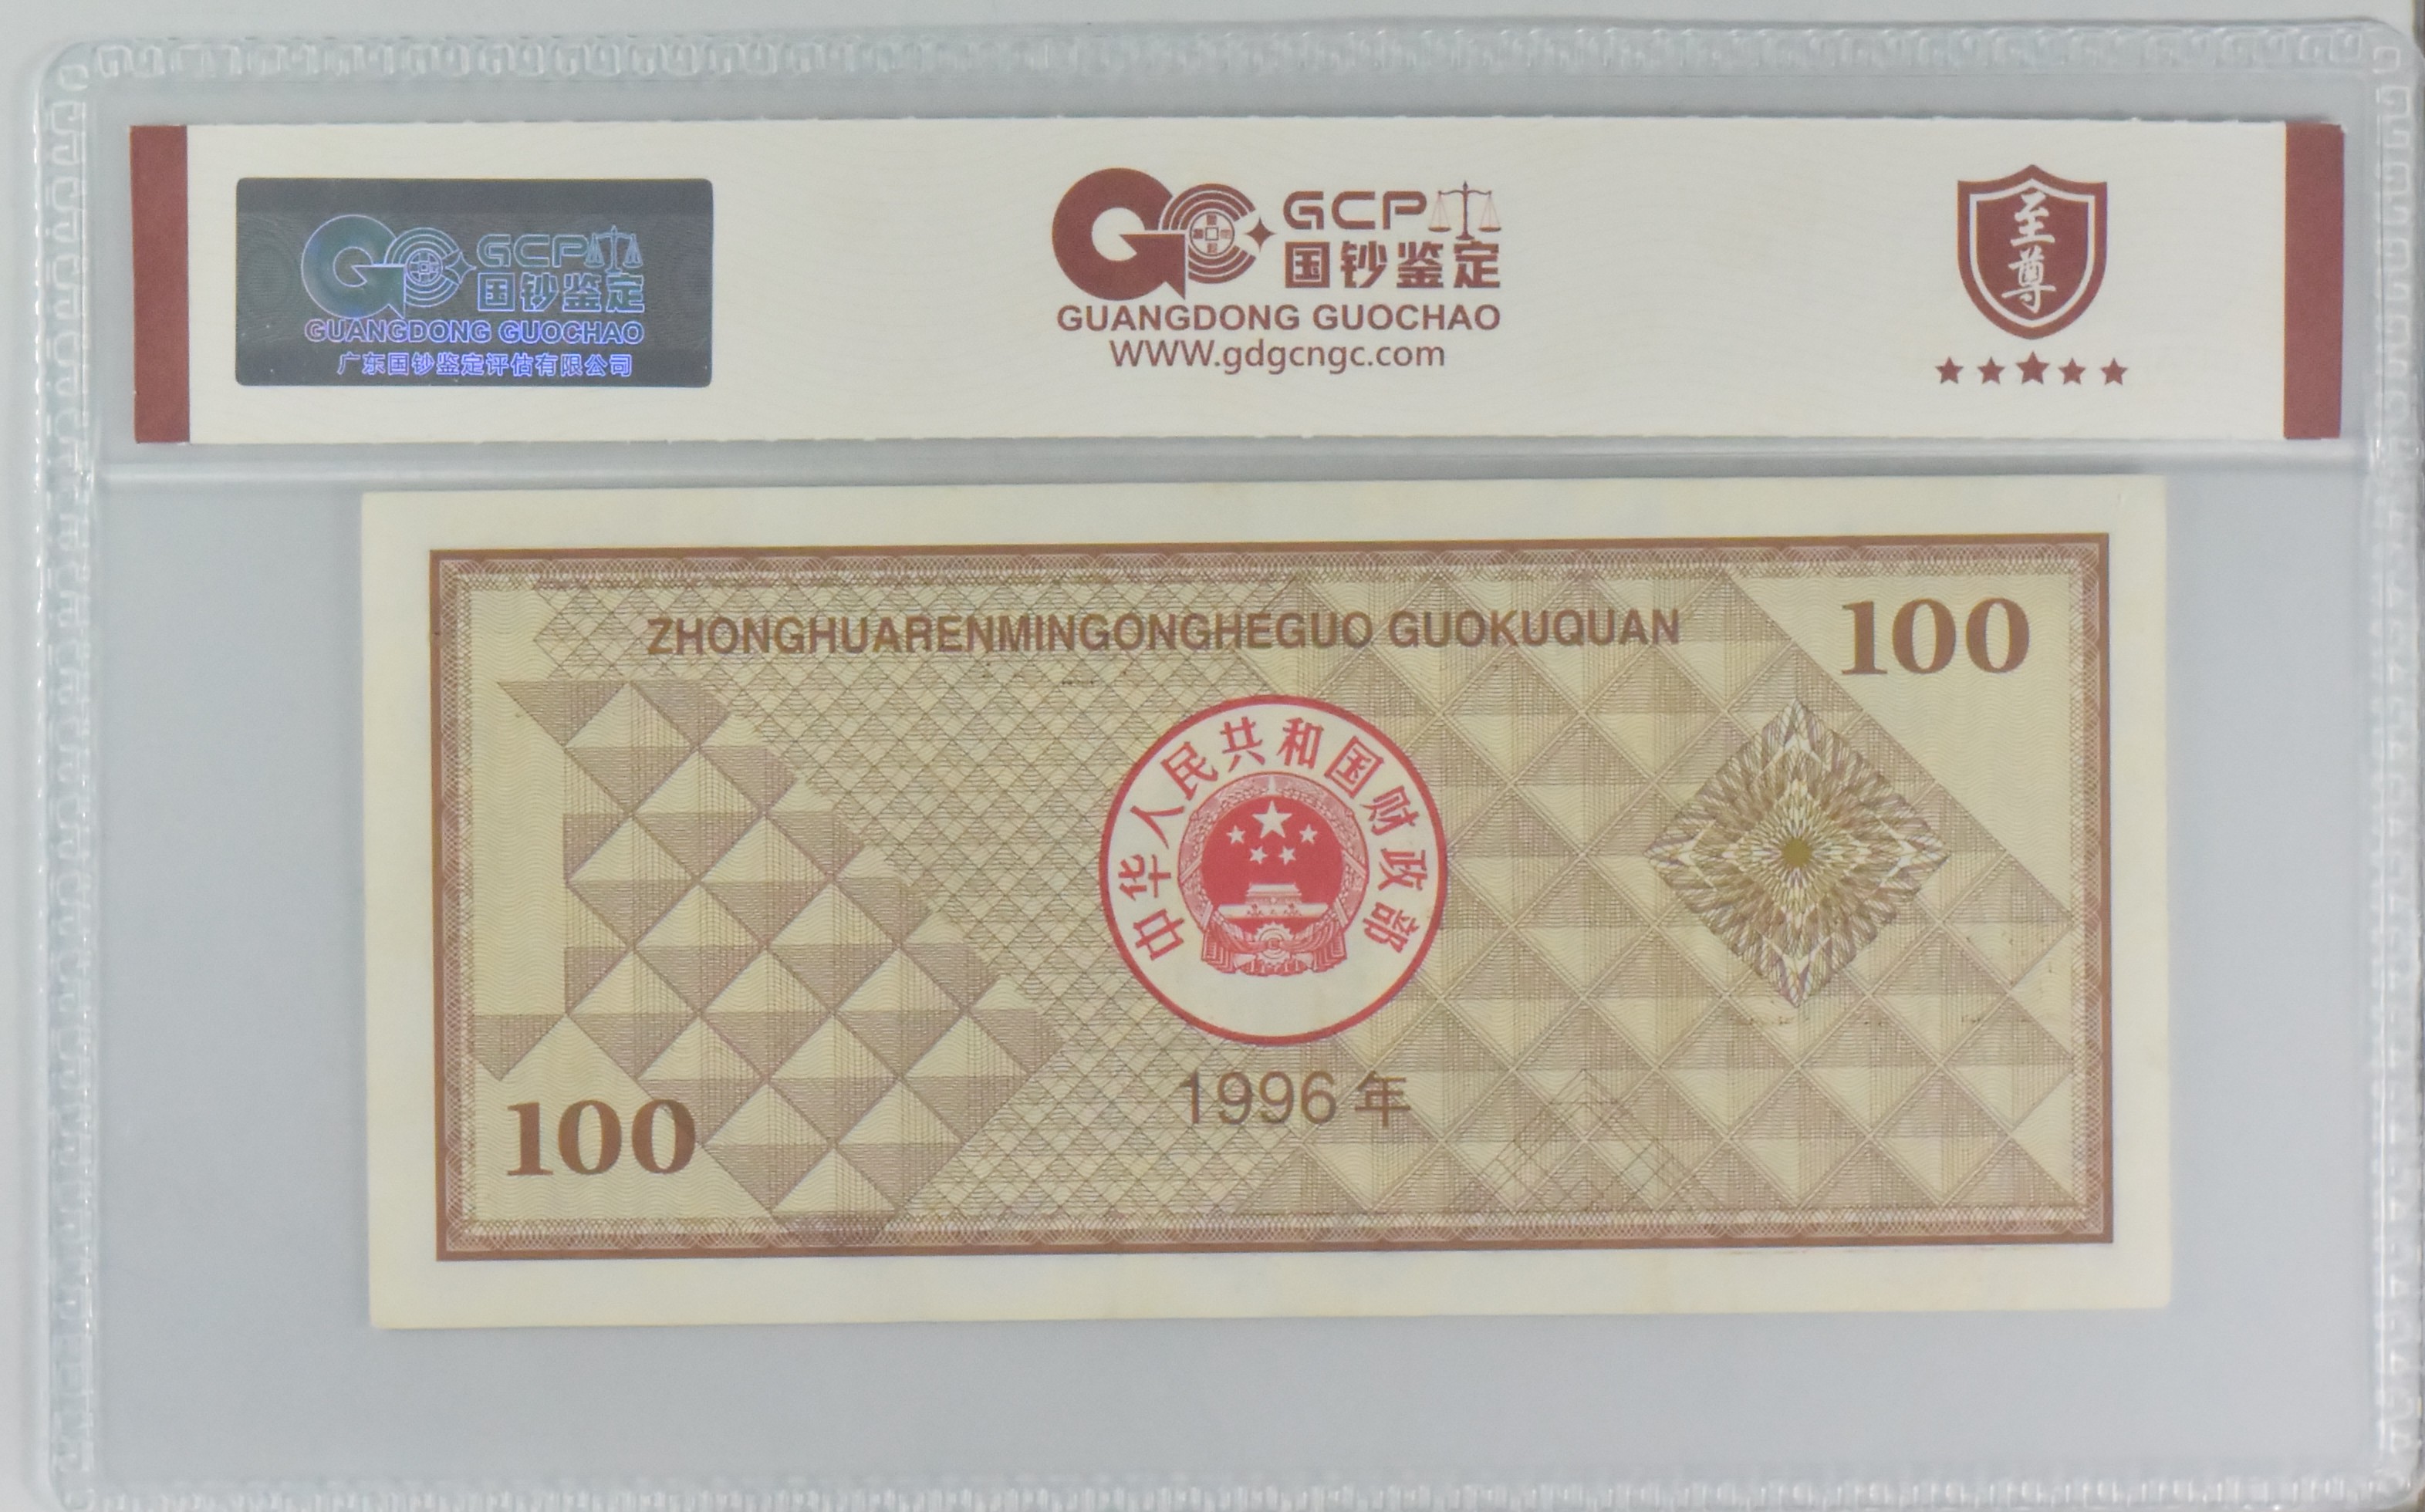 GCP
国钞鉴定
GUANGDONG GUOCHAO
广东国钞鉴定评估有限公司
GCP
国钞鉴定
GUANGDONG GUOCHAO
WWW.gdgcngc.com
至尊
ZHONGHUARENMINGONGHEGUO GUOKUQUAN
100
中华人民共和国财政部
1996年
100